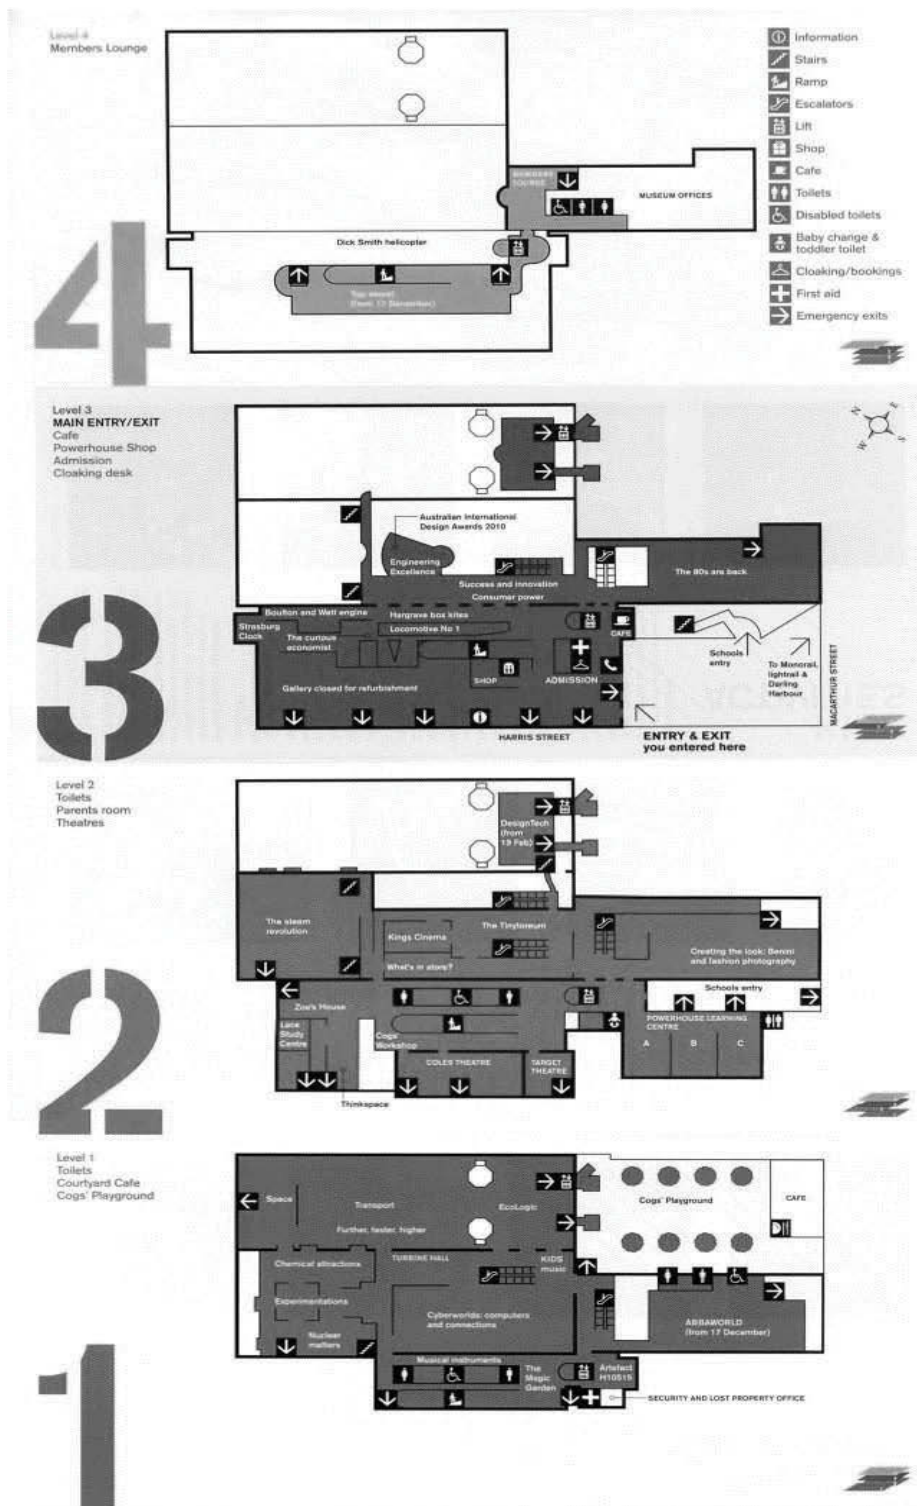 Level 4
Members Lounge
Information
Stairs
Ramp
Escalators
Lift
Shop
Cafe
Toilets
Disabled toilets
Baby change &
toddler toilet
Cloaking/bookings
First aid
Emergency exits
MEMBERS
LOUNGE
MUSEUM OFFICES
Dick Smith helicopter
(from 17 December)
4
Level 3
MAIN ENTRY/EXIT
Cafe
Powerhouse Shop
Admission
Cloaking desk
N
E
W
S
Australian International
Design Awards 2010
Engineering
Excellence
Success and innovation
Consumer power
The 80s are back
Boulton and Watt engine
Hargrave box kites
Strasburg
Clock
The curious
economist
Locomotive No 1
CAFE
Schools
entry
To Monorail,
lightrail &
Darling
Harbour
MACARTHUR STREET
SHOP
ADMISSION
Gallery closed for refurbishment
HARRIS STREET
ENTRY & EXIT
you entered here
3
Level 2
Toilets
Parents room
Theatres
DesignTech
(from
19 Feb)
The steam
revolution
The Tinytoreum
Kings Cinema
What's in store?
Creating the look: Benini
and fashion photography
Schools entry
Zoe's House
Lace
Study
Centre
Cogs'
Workshop
POWERHOUSE LEARNING
CENTRE
A
B
C
COLES THEATRE
TARGET
THEATRE
Thinkspace
2
Level 1
Toilets
Courtyard Cafe
Cogs' Playground
Space
Transport
EcoLogic
Further, faster, higher
Cogs' Playground
CAFE
Chemical attractions
TURBINE HALL
KIDS
music
Experimentations
Cyberworlds: computers
and connections
ABBAWORLD
(from 17 December)
Nuclear
matters
Musical instruments
The
Magic
Garden
Artefact
H10515
SECURITY AND LOST PROPERTY OFFICE
1